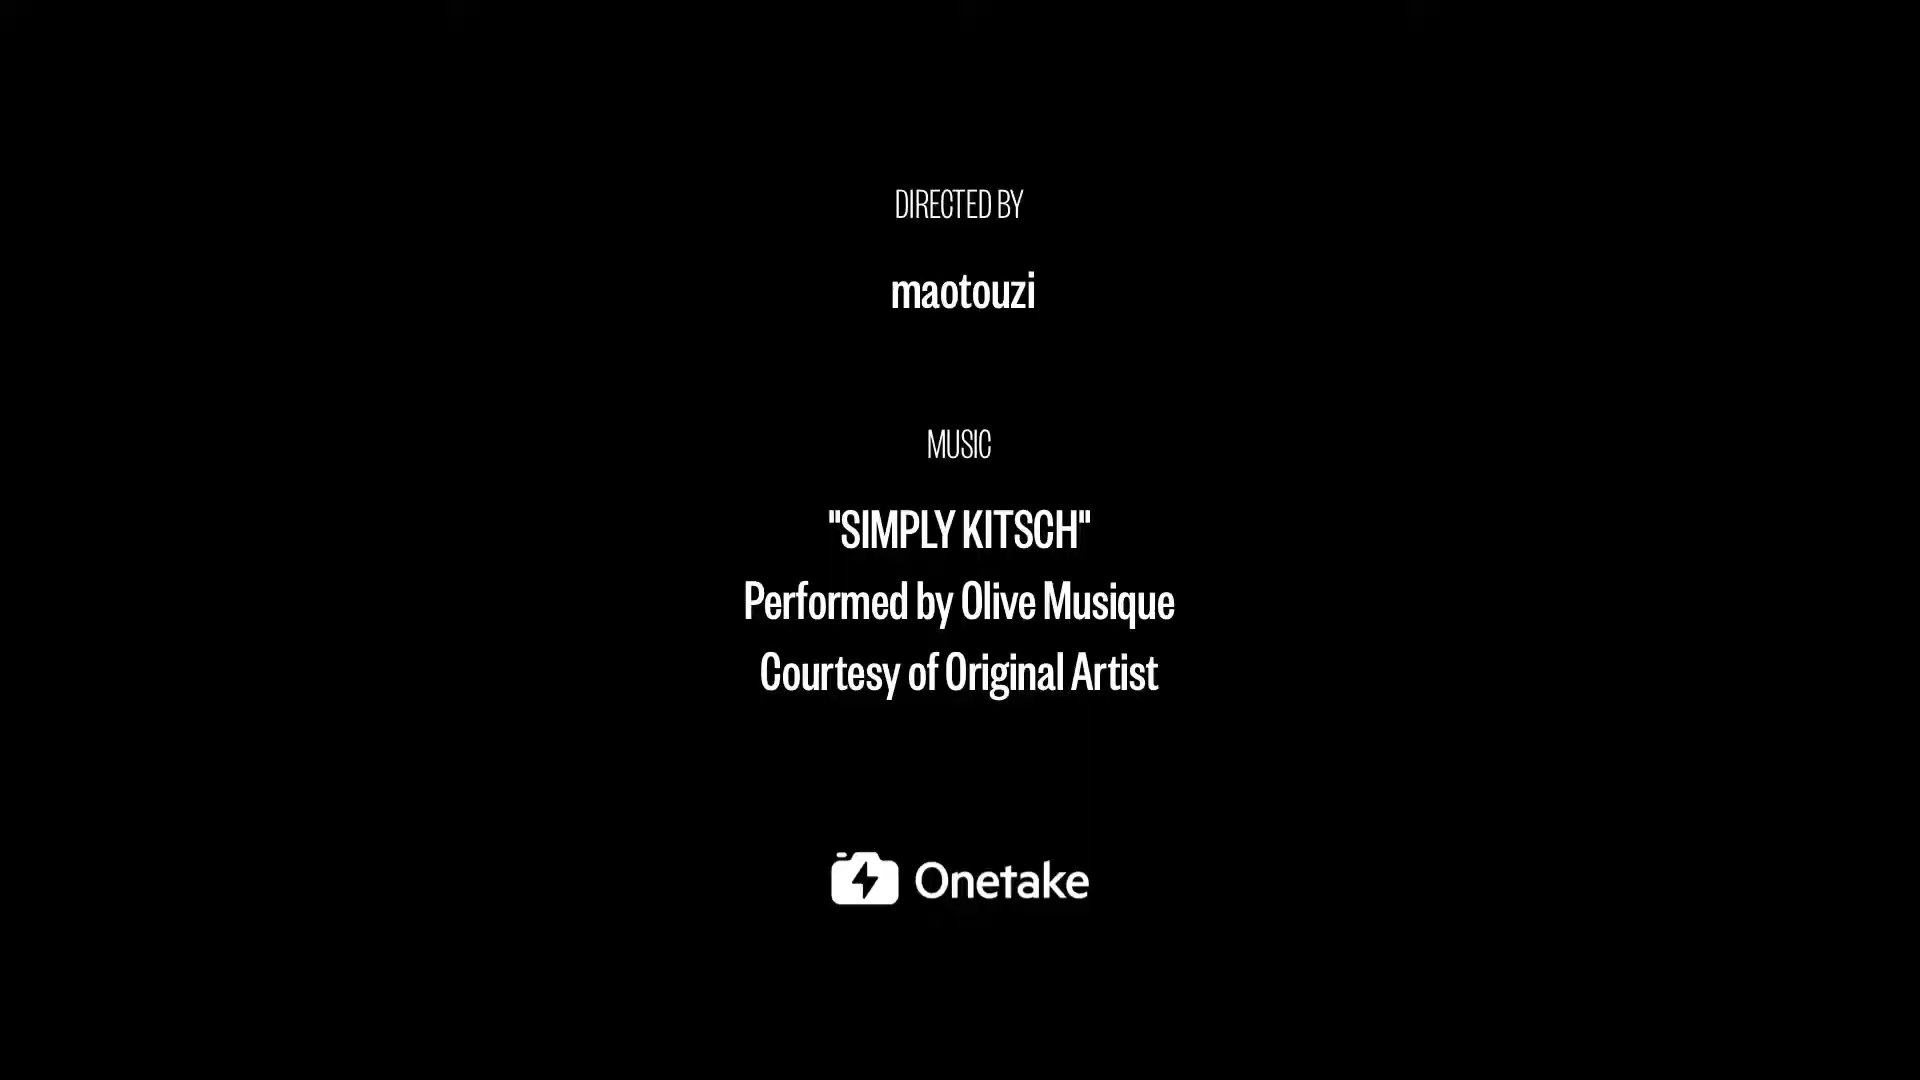 DIRECTED BY
maotouzi
MUSIC
"SIMPLY KITSCH"
Performed by Olive Musique
Courtesy of Original Artist
Onetake